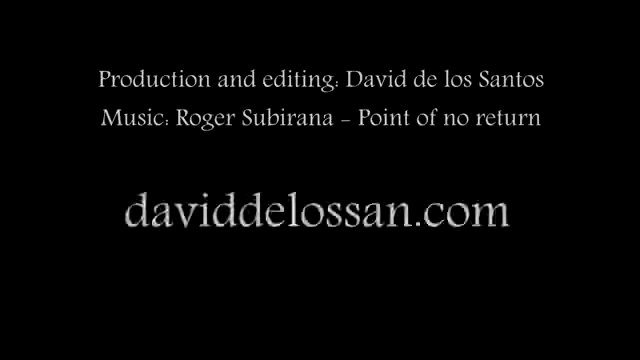 Production and editing: David de los Santos
Music: Roger Subirana - Point of no return
daviddelossan.com